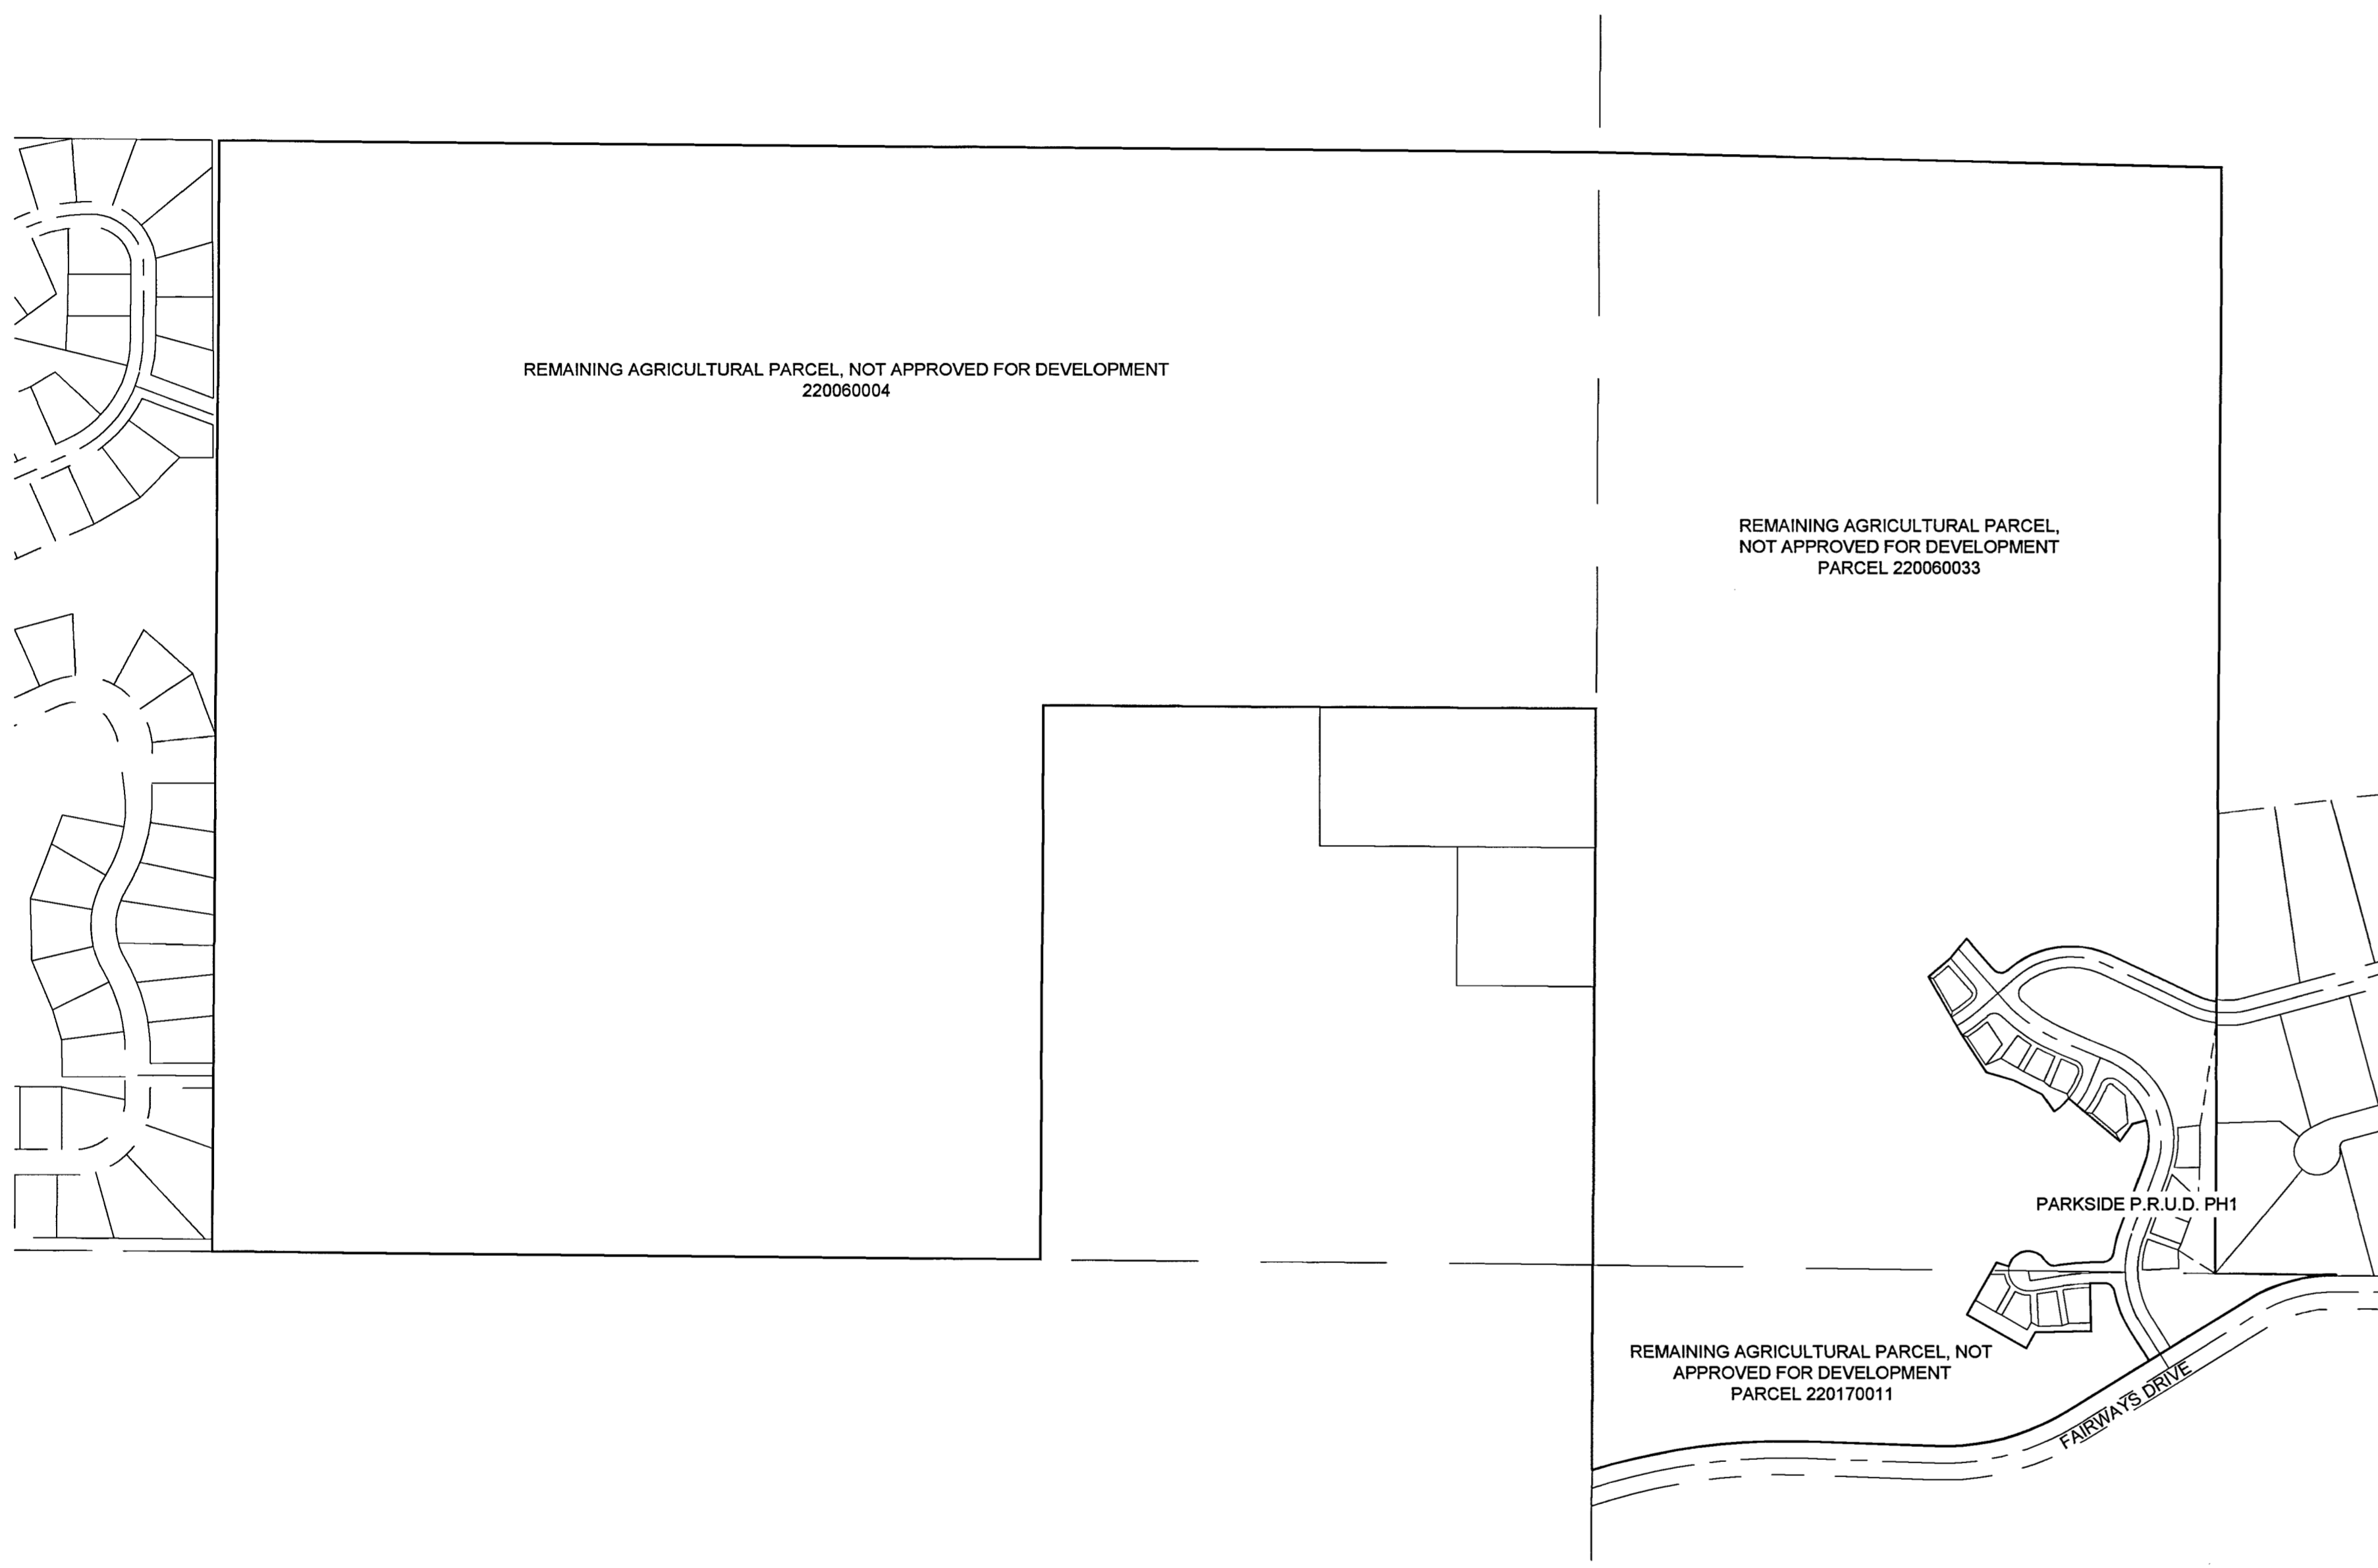 REMAINING AGRICULTURAL PARCEL, NOT APPROVED FOR DEVELOPMENT
220060004
REMAINING AGRICULTURAL PARCEL,
NOT APPROVED FOR DEVELOPMENT
PARCEL 220060033
PARKSIDE P.R.U.D. PH1
REMAINING AGRICULTURAL PARCEL, NOT
APPROVED FOR DEVELOPMENT
PARCEL 220170011
FAIRWAYS DRIVE